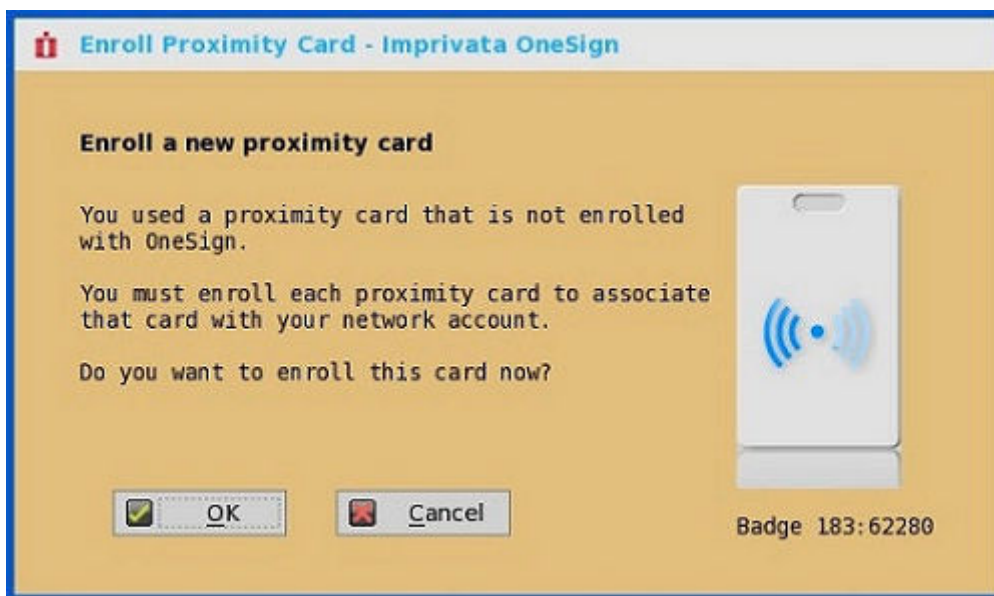 Enroll Proximity Card - Imprivata OneSign
Enroll a new proximity card
You used a proximity card that is not enrolled
with OneSign.
You must enroll each proximity card to associate
that card with your network account.
Do you want to enroll this card now?
OK
Cancel
Badge 183:62280